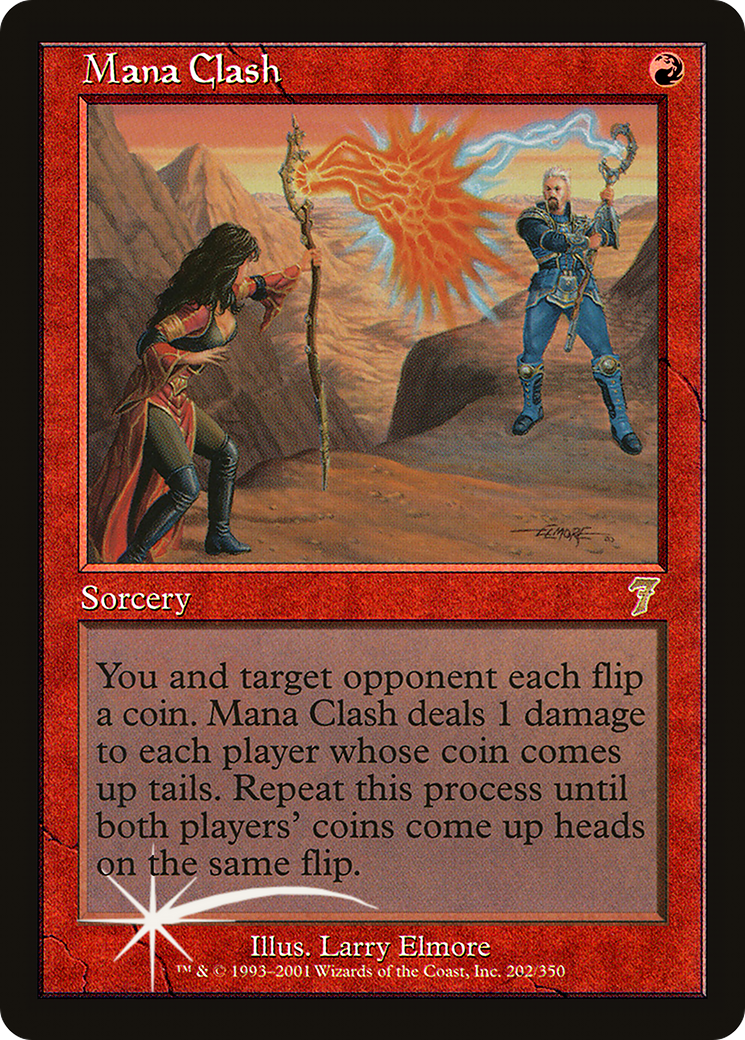 Mana Clash
ELMORE
Sorcery
7
You and target opponent each flip
a coin. Mana Clash deals 1 damage
to each player whose coin comes
up tails. Repeat this process until
both players' coins come up heads
on the same flip.
Illus. Larry Elmore
™ & © 1993–2001 Wizards of the Coast, Inc. 202/350